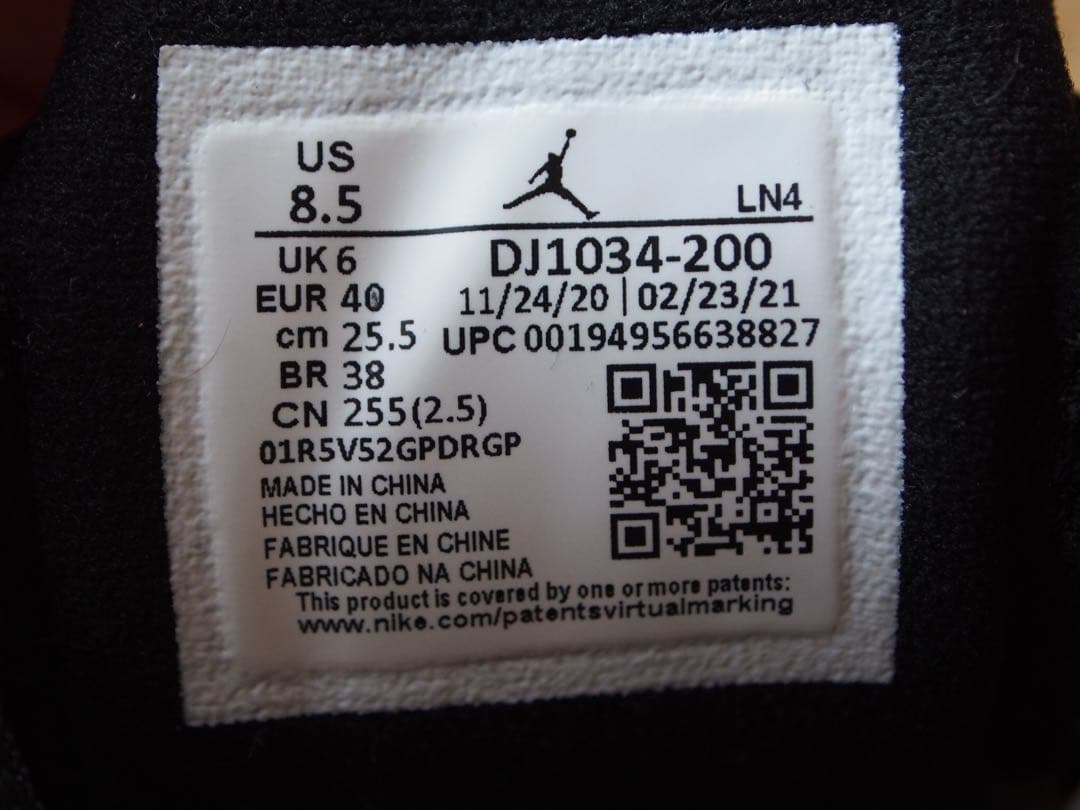 US
8.5
LN4
UK 6
DJ1034-200
EUR 40
11/24/20 | 02/23/21
cm 25.5
UPC 00194956638827
BR 38
CN 255(2.5)
01R5V52GPDRGP
MADE IN CHINA
HECHO EN CHINA
FABRIQUE EN CHINE
FABRICADO NA CHINA
This product is covered by one or more patents:
www.nike.com/patentsvirtualmarking